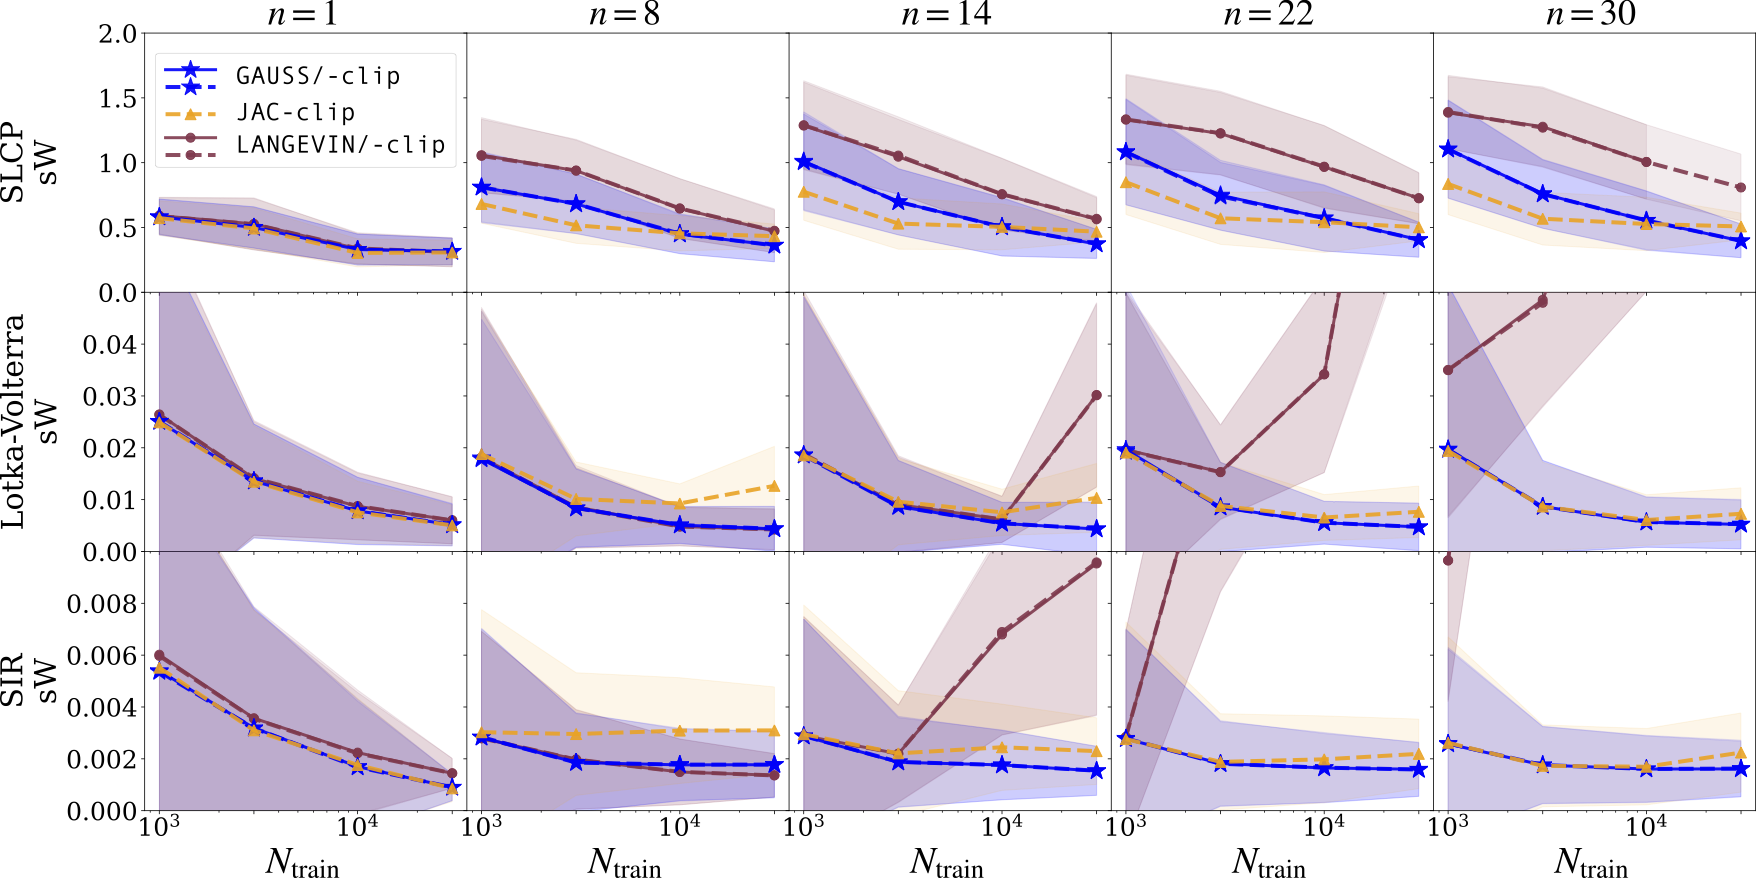 n = 1 n = 8 n = 14 n = 22 n = 30
SLCP
sW
2.0
1.5
1.0
0.5
0.0
GAUSS/-clip
JAC-clip
LANGEVIN/-clip
Lotka-Volterra
sW
0.04
0.03
0.02
0.01
0.00
SIR
sW
0.008
0.006
0.004
0.002
0.000
10³ 10⁴ 10³ 10⁴ 10³ 10⁴ 10³ 10⁴ 10³ 10⁴
N_train N_train N_train N_train N_train